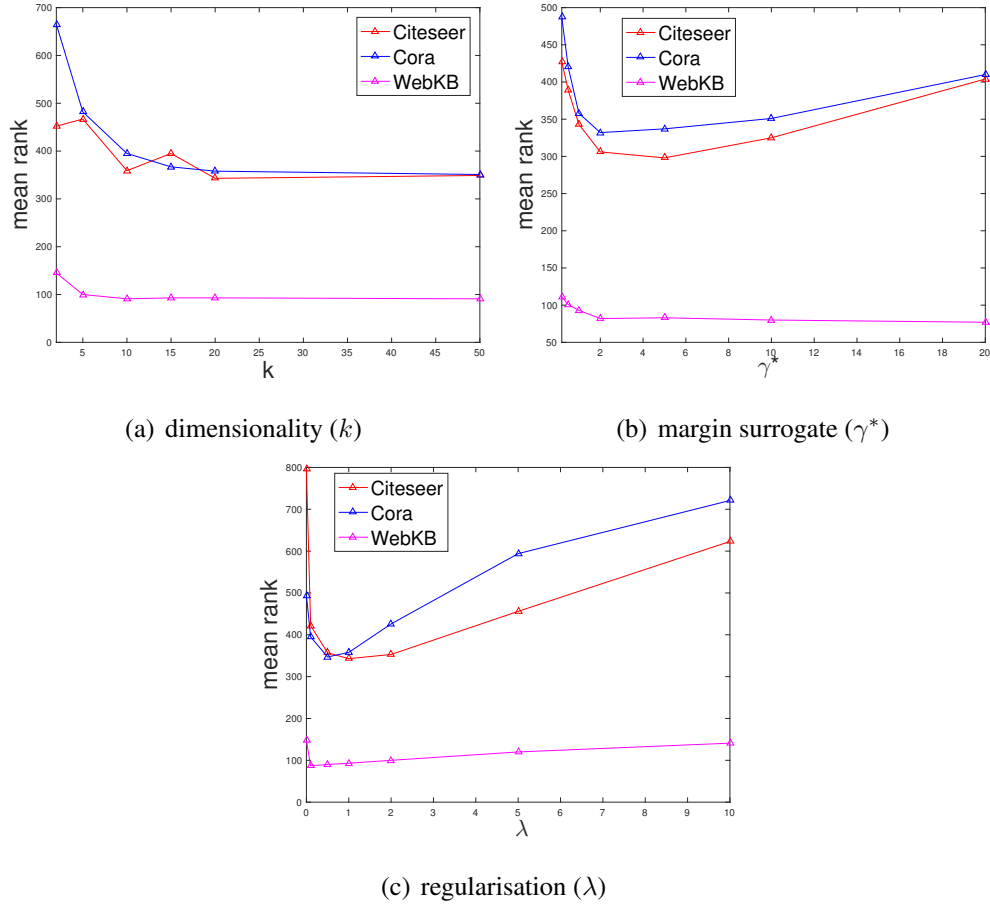 700
600
500
400
300
200
100
0
mean rank
5 10 15 20 25 30 35 40 45 50
k
Citeseer
Cora
WebKB
(a) dimensionality (k)
500
450
400
350
300
250
200
150
100
50
mean rank
2 4 6 8 10 12 14 16 18 20
γ*
Citeseer
Cora
WebKB
(b) margin surrogate (γ*)
800
700
600
500
400
300
200
100
0
mean rank
0 1 2 3 4 5 6 7 8 9 10
λ
Citeseer
Cora
WebKB
(c) regularisation (λ)